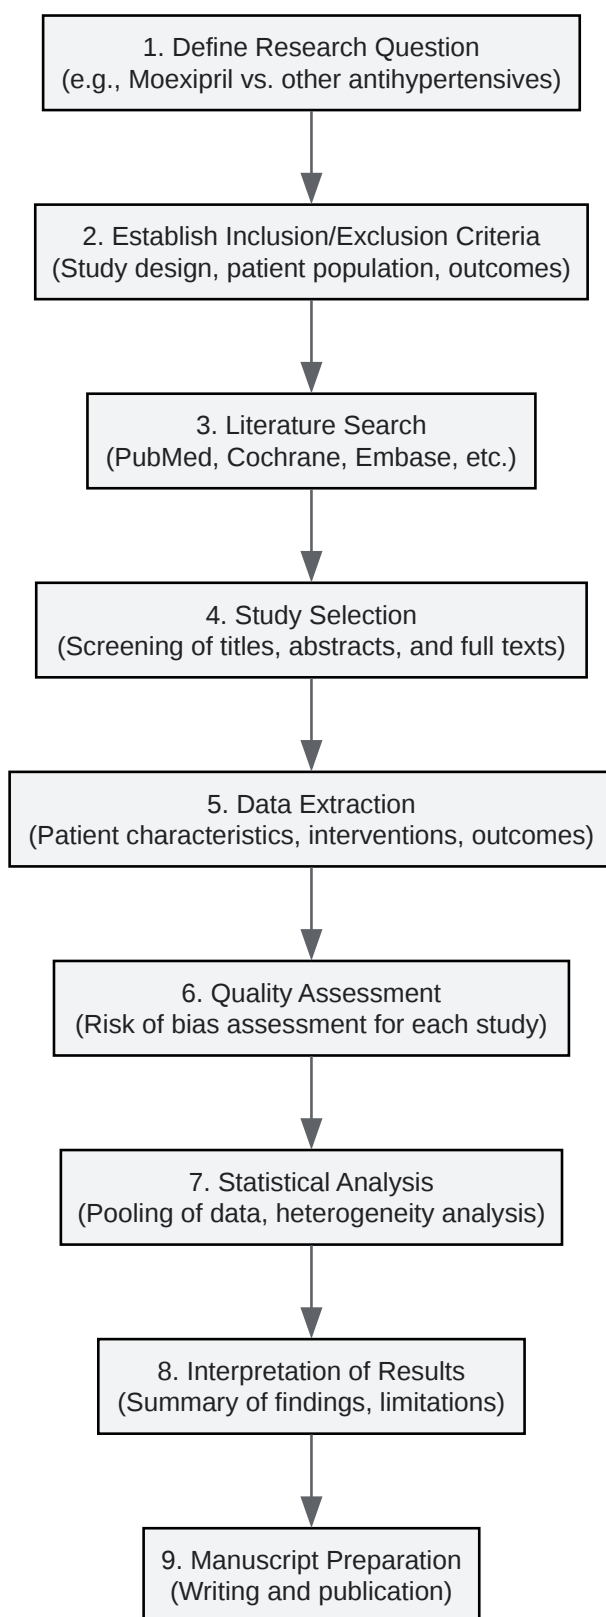 1. Define Research Question
(e.g., Moexipril vs. other antihypertensives)
2. Establish Inclusion/Exclusion Criteria
(Study design, patient population, outcomes)
3. Literature Search
(PubMed, Cochrane, Embase, etc.)
4. Study Selection
(Screening of titles, abstracts, and full texts)
5. Data Extraction
(Patient characteristics, interventions, outcomes)
6. Quality Assessment
(Risk of bias assessment for each study)
7. Statistical Analysis
(Pooling of data, heterogeneity analysis)
8. Interpretation of Results
(Summary of findings, limitations)
9. Manuscript Preparation
(Writing and publication)